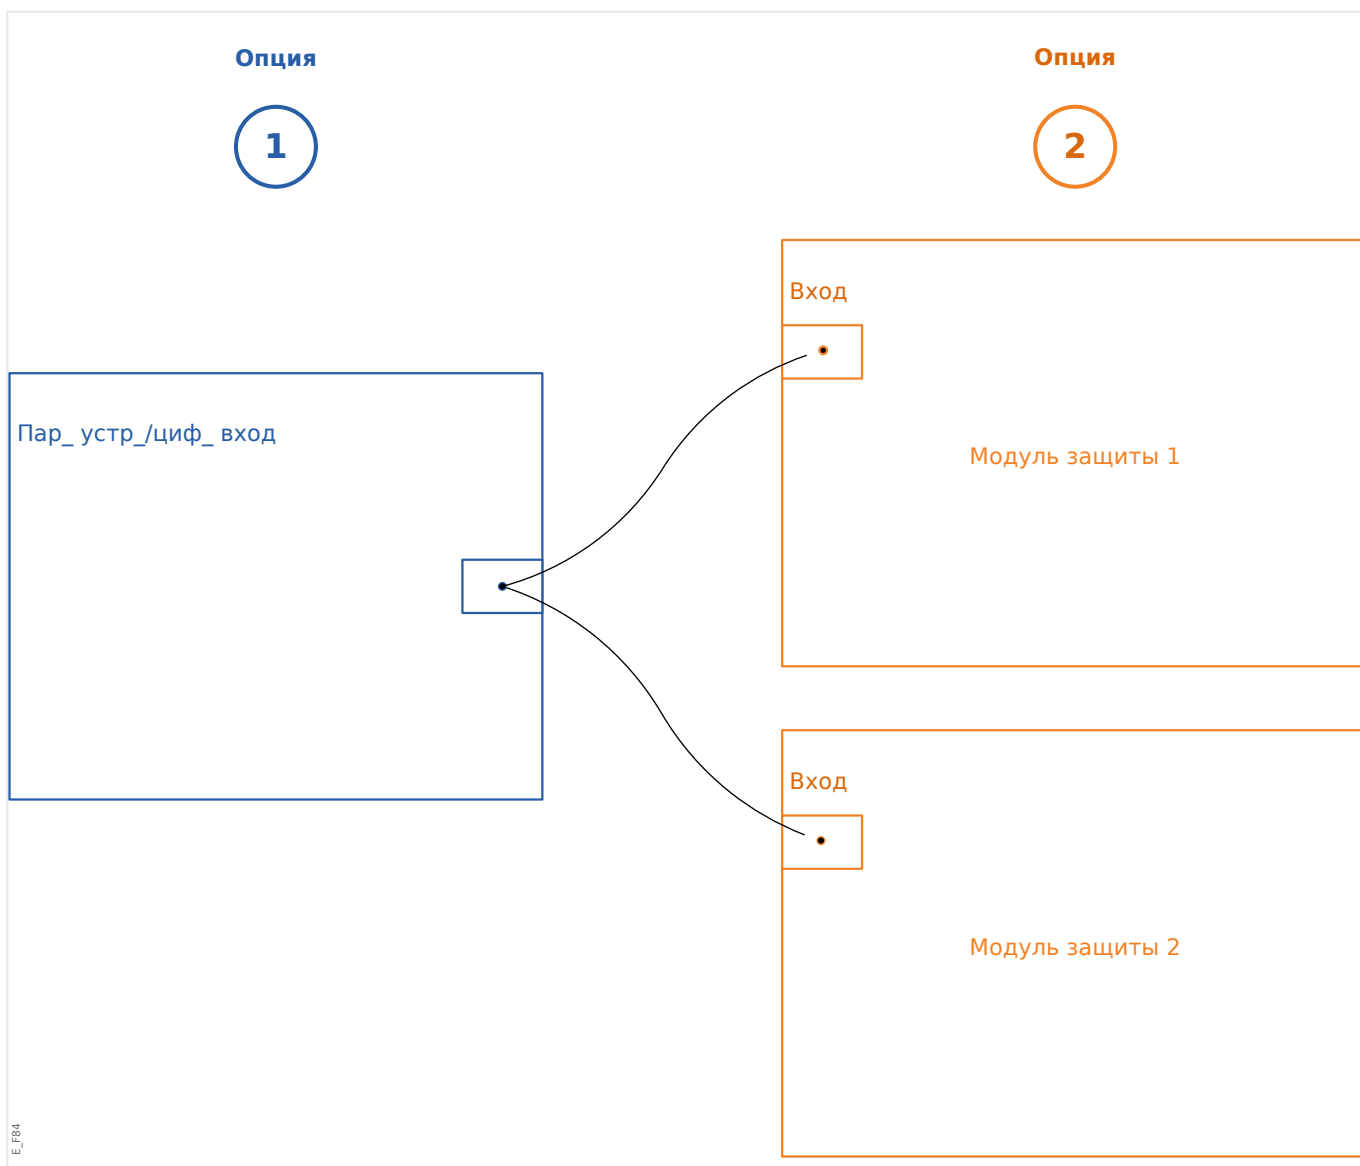 Опция
1
Опция
2
Вход
Модуль защиты 1
Пар_ устр_/циф_ вход
Вход
Модуль защиты 2
E_F84